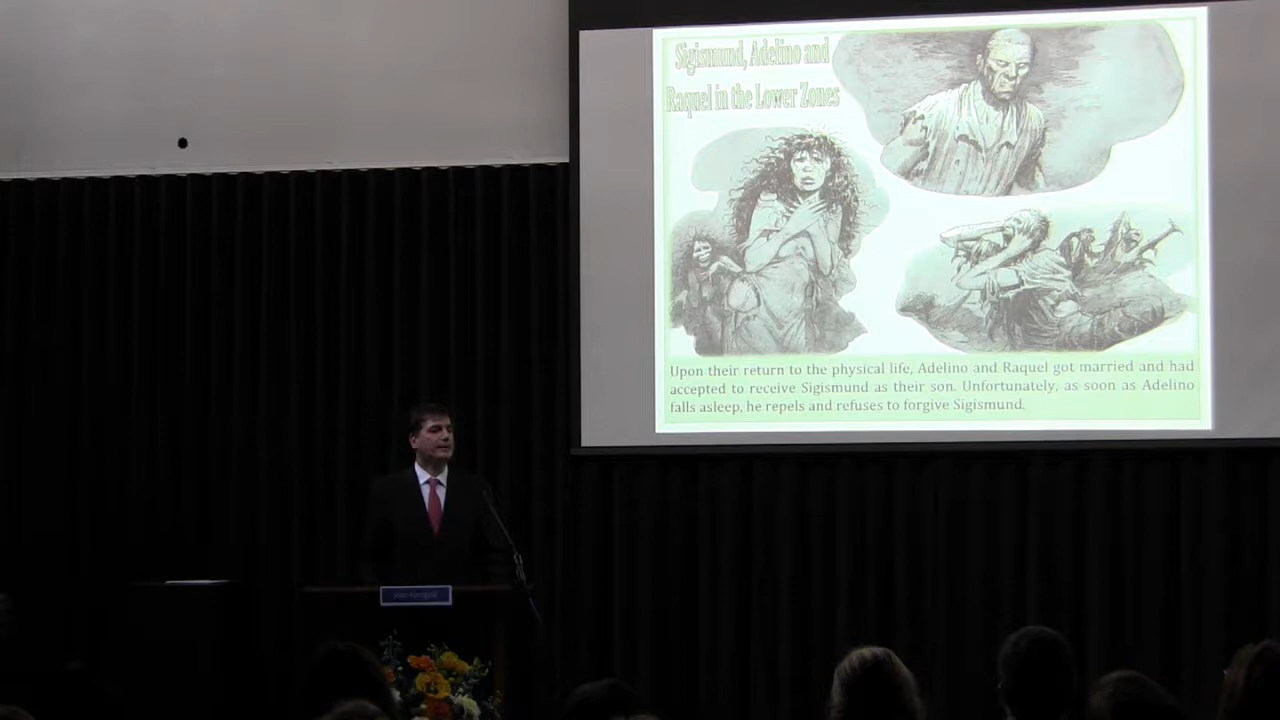 Sigismund, Adelino and
Raquel in the Lower Zones
Upon their return to the physical life, Adelino and Raquel got married and had
accepted to receive Sigismund as their son. Unfortunately, as soon as Adelino
falls asleep, he repels and refuses to forgive Sigismund.